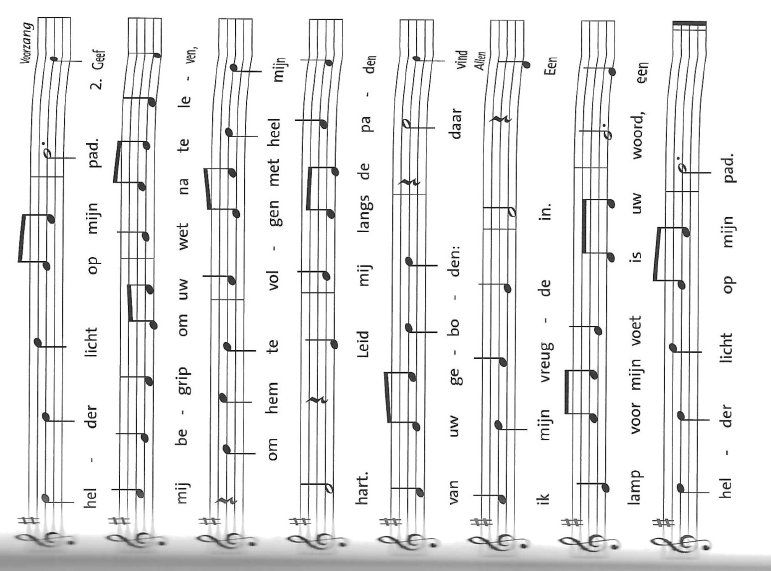 Voorzang
hel - der licht op mijn pad. 2. Geef
mij be - grip om uw wet na te le - ven,
om hem te vol - gen met heel mijn
hart. Leid mij langs de pa - den
van uw ge - bo - den: daar vind
Allen
ik mijn vreug - de in. Een
lamp voor mijn voet is uw woord, een
hel - der licht op mijn pad.